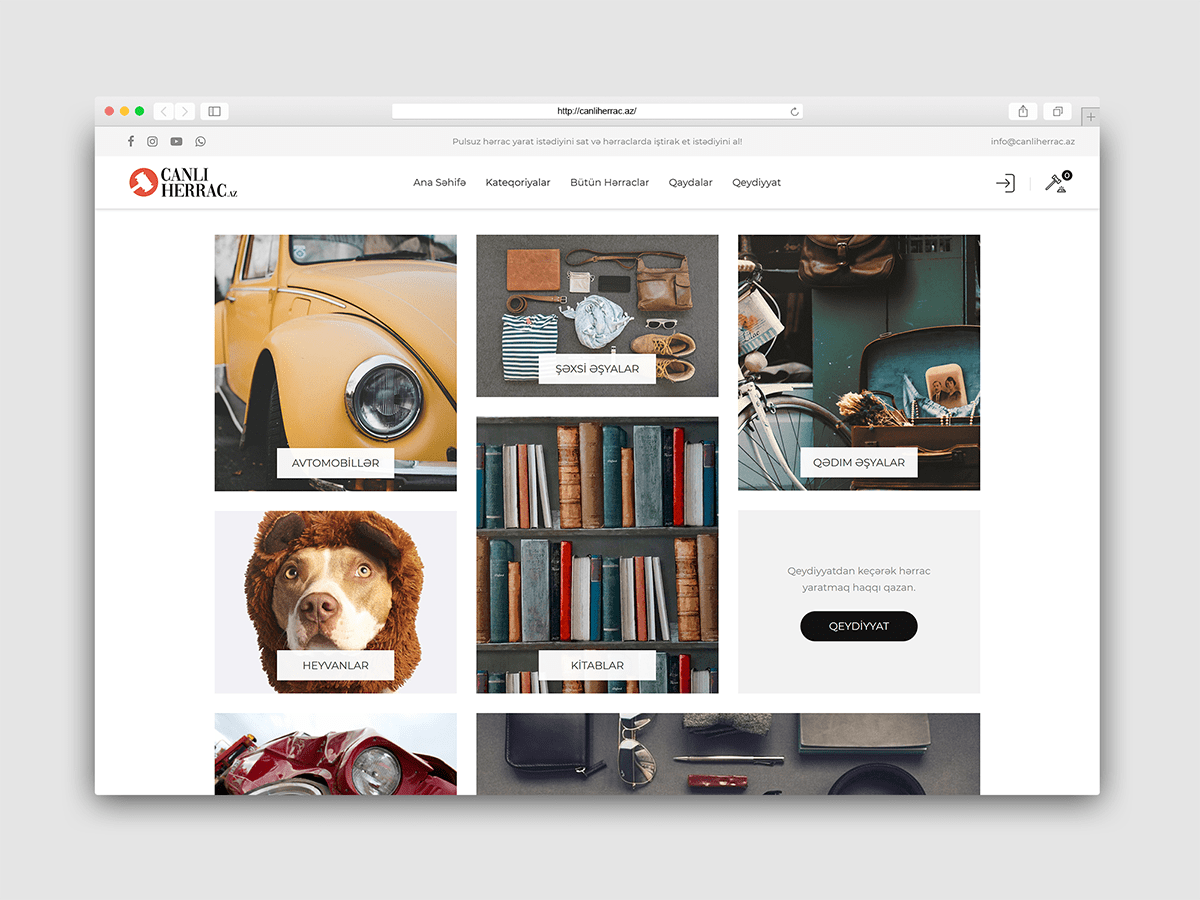 http://canliherrac.az/
Pulsuz hərrac yarat istədiyini sat və hərraclarda iştirak et istədiyini al!
info@canliherrac.az
CANLI
HERRAC.AZ
Ana Səhifə
Kateqoriyalar
Bütün Hərraclar
Qaydalar
Qeydiyyat
0
ŞƏXSİ ƏŞYALAR
AVTOMOBİLLƏR
QƏDIM ƏŞYALAR
Qeydiyyatdan keçərək hərrac
yaratmaq haqqı qazan.
QEYDİYYAT
HEYVANLAR
KİTABLAR